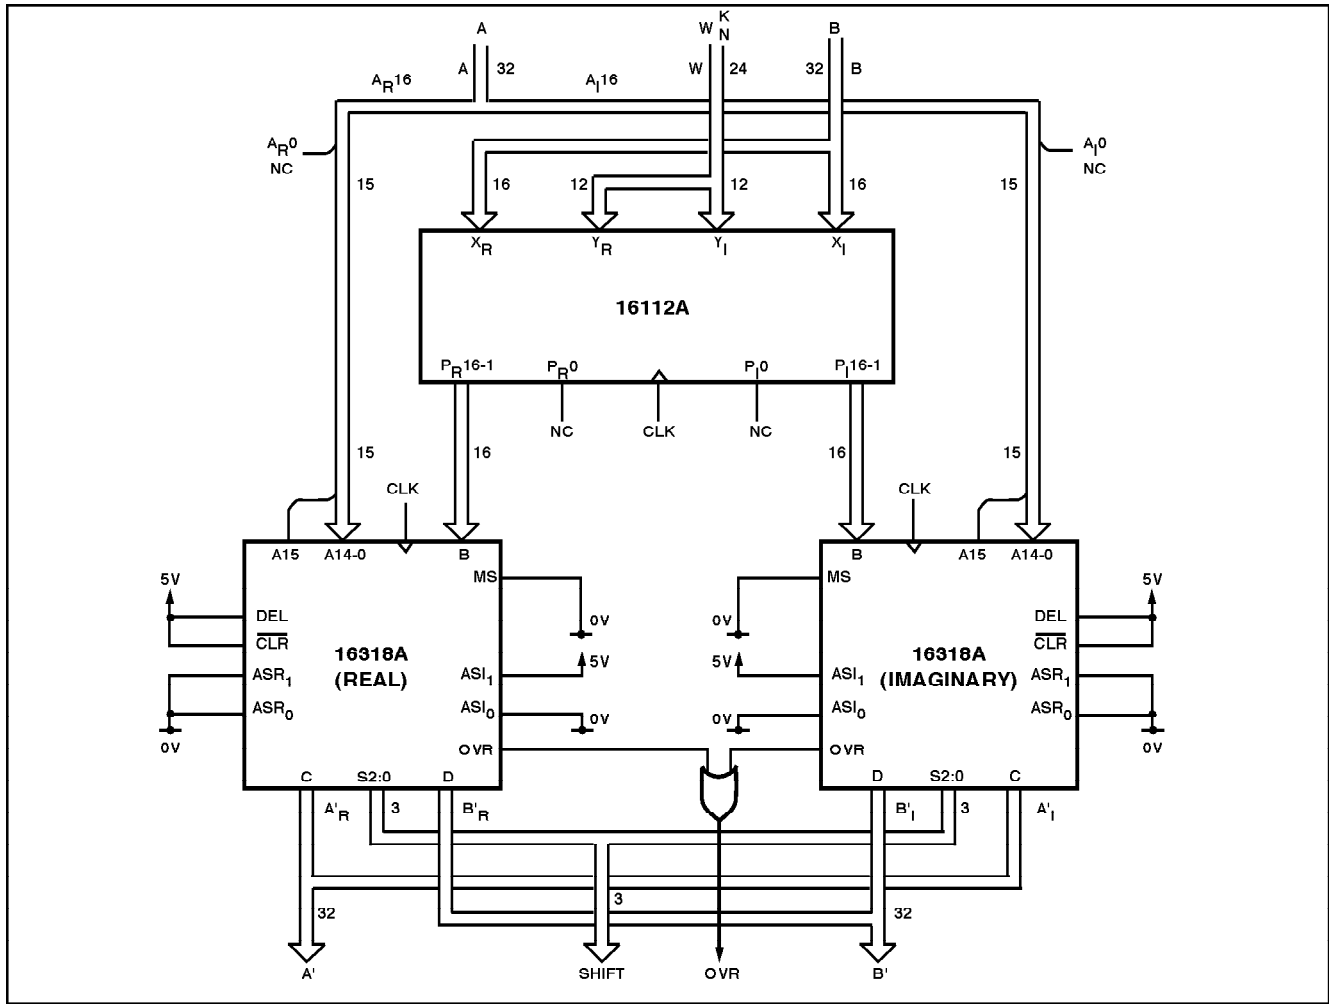 A
W K N
B
A 32
W 24
32 B
AR16
AI16
AR0
NC
AI0
NC
15
16
12
12
16
15
XR
YR
YI
XI
16112A
PR16-1
PR0
PI0
PI16-1
NC
CLK
NC
15
16
16
15
CLK
CLK
A15
A14-0
B
B
A15
A14-0
MS
MS
5V
5V
DEL
0V
0V
DEL
CLR
CLR
16318A
(REAL)
16318A
(IMAGINARY)
5V
5V
ASR1
ASI1
ASI1
ASR1
ASR0
ASI0
0V
0V
ASI0
ASR0
0V
OVR
OVR
0V
C
S2:0
D
D
S2:0
C
A'R
3
B'R
B'I
3
A'I
3
32
32
A'
SHIFT
OVR
B'